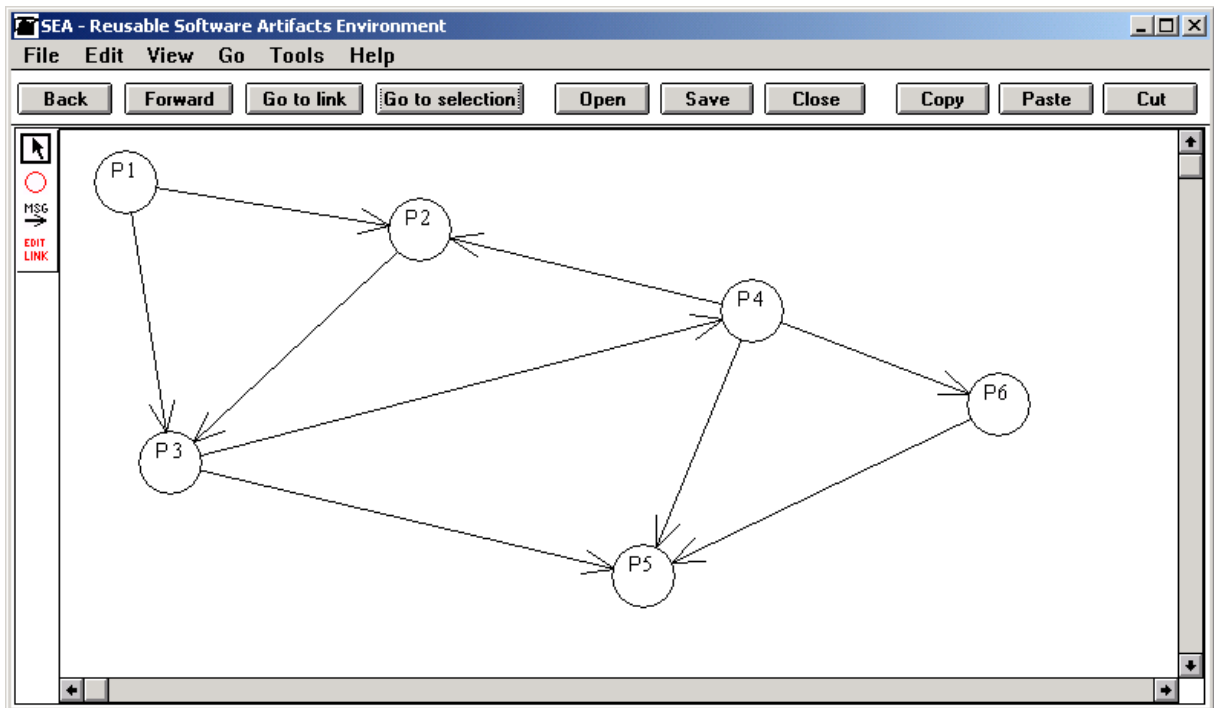 SEA - Reusable Software Artifacts Environment
File Edit View Go Tools Help
Back Forward Go to link Go to selection Open Save Close Copy Paste Cut
MSG
EDIT
LINK
P1
P2
P4
P6
P3
P5